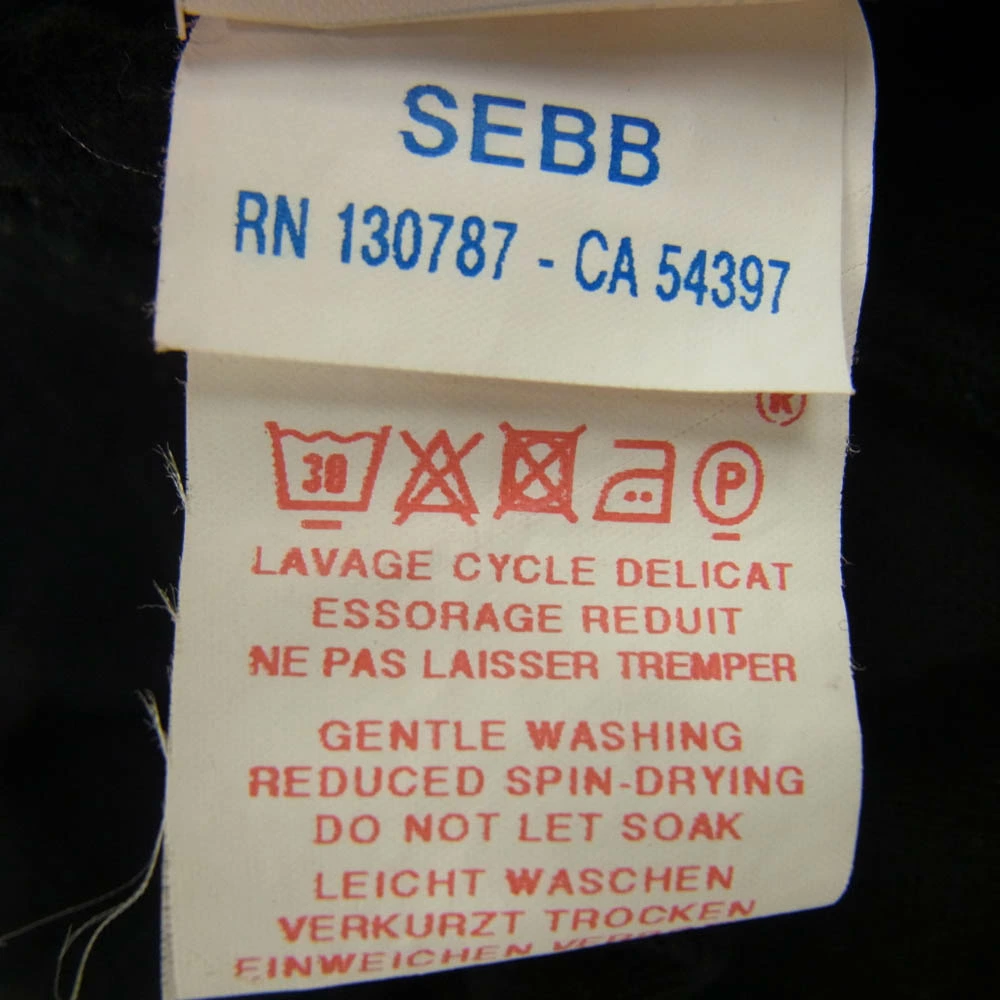 SEBB
RN 130787 - CA 54397
®
30
P
LAVAGE CYCLE DELICAT
ESSORAGE REDUIT
NE PAS LAISSER TREMPER
GENTLE WASHING
REDUCED SPIN-DRYING
DO NOT LET SOAK
LEICHT WASCHEN
VERKURZT TROCKEN
EINWEICHEN